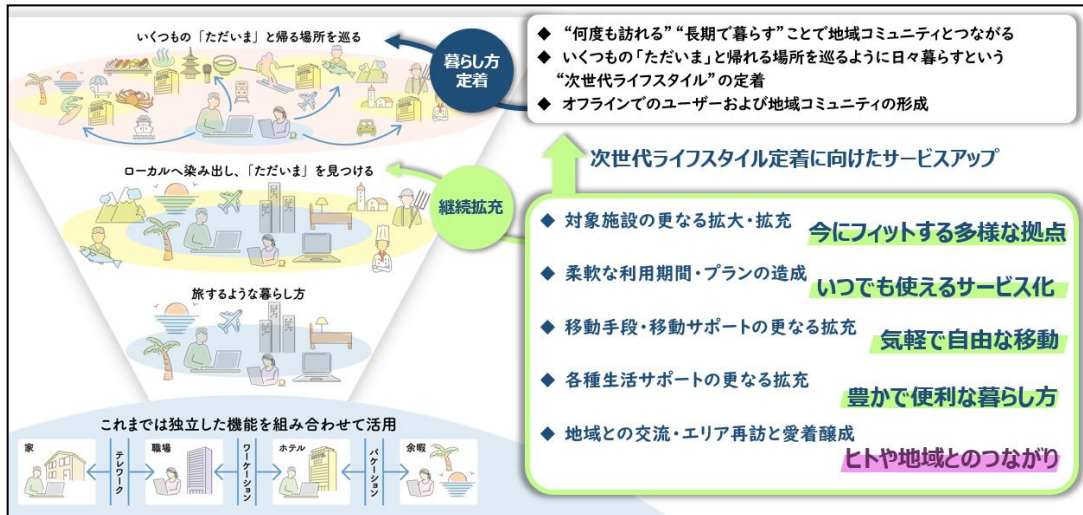 いくつもの「ただいま」と帰る場所を巡る
暮らし方
定着
◆ “何度も訪れる” “長期で暮らす” ことで地域コミュニティとつながる
◆ いくつもの「ただいま」と帰れる場所を巡るように日々暮らすという
“次世代ライフスタイル” の定着
◆ オフラインでのユーザーおよび地域コミュニティの形成
次世代ライフスタイル定着に向けたサービスアップ
ローカルへ染み出し、「ただいま」を見つける
継続拡充
◆ 対象施設の更なる拡大・拡充
今にフィットする多様な拠点
◆ 柔軟な利用期間・プランの造成
いつでも使えるサービス化
◆ 移動手段・移動サポートの更なる拡充
気軽で自由な移動
◆ 各種生活サポートの更なる拡充
豊かで便利な暮らし方
◆ 地域との交流・エリア再訪と愛着醸成
ヒトや地域とのつながり
旅するような暮らし方
これまでは独立した機能を組み合わせて活用
家
テレワーク
職場
ワーケーション
ホテル
バケーション
余暇